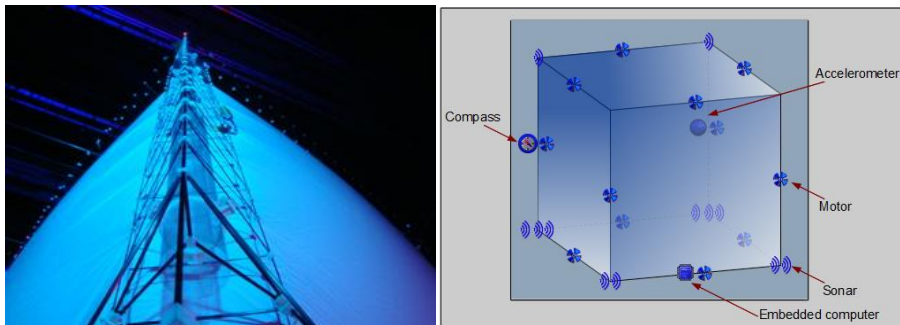 Accelerometer
Compass
Motor
Sonar
Embedded computer